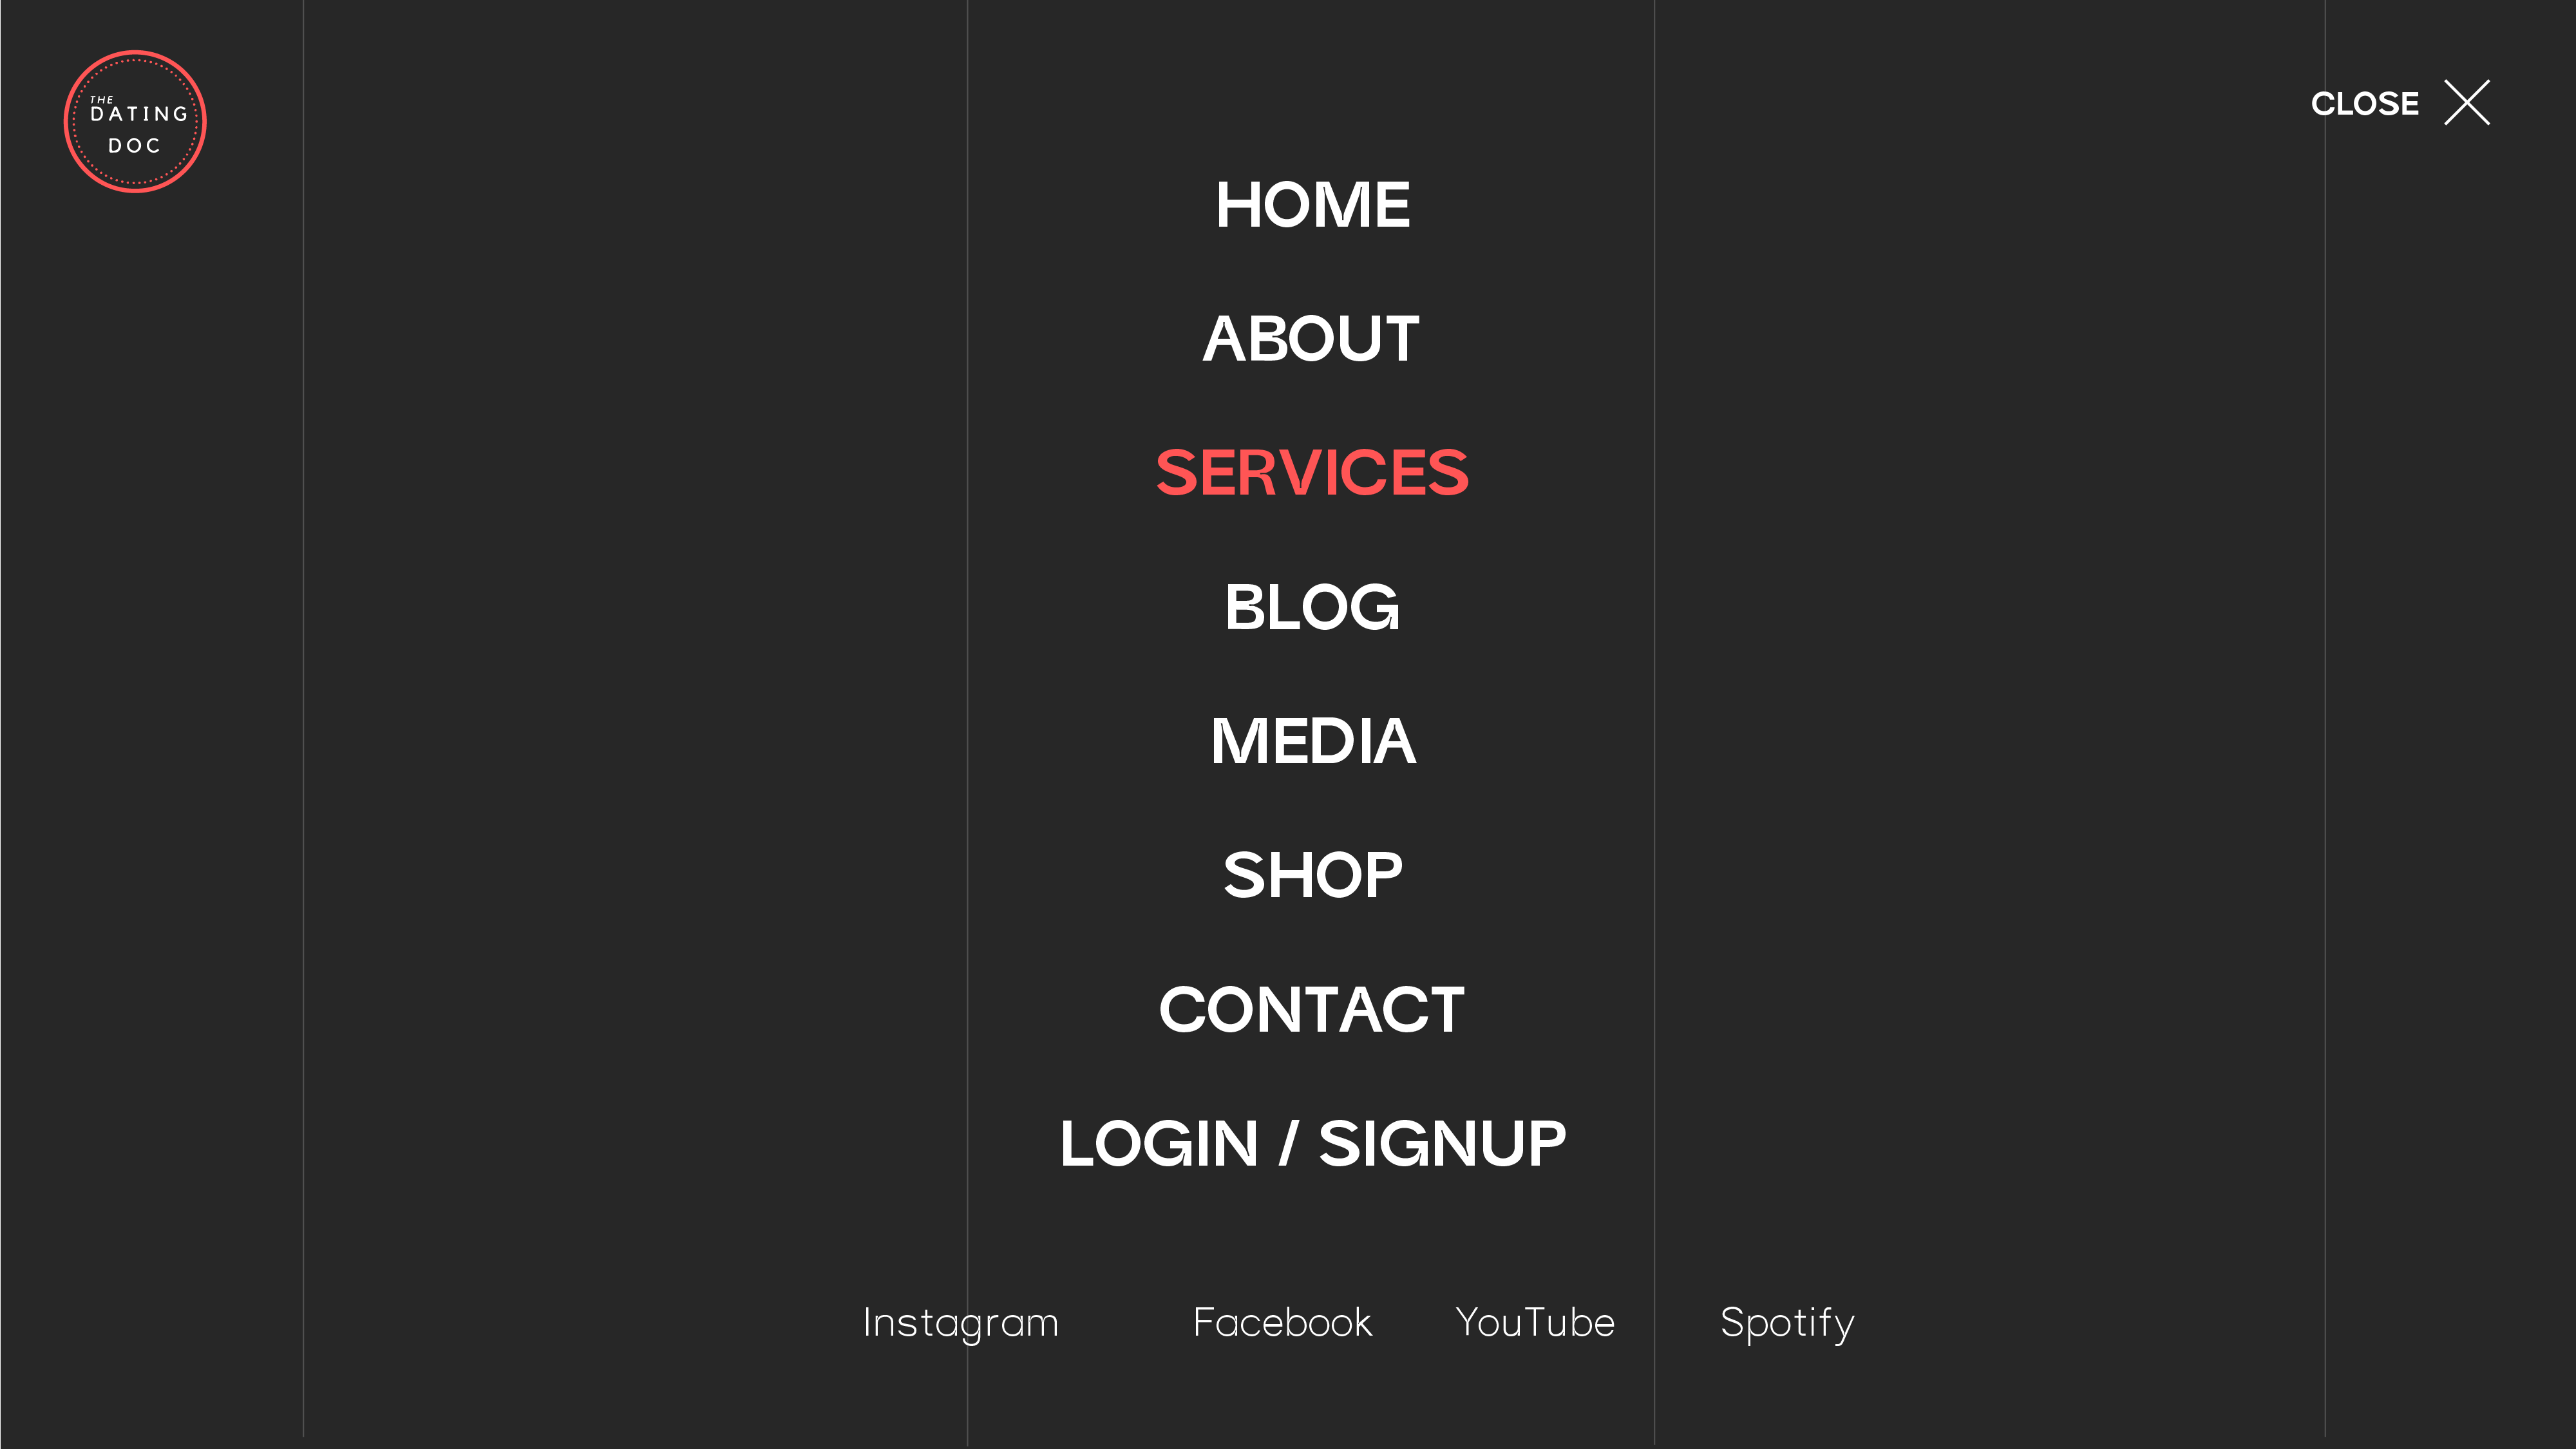 THE
DATING
DOC
CLOSE
HOME
ABOUT
SERVICES
BLOG
MEDIA
SHOP
CONTACT
LOGIN / SIGNUP
Instagram Facebook YouTube Spotify